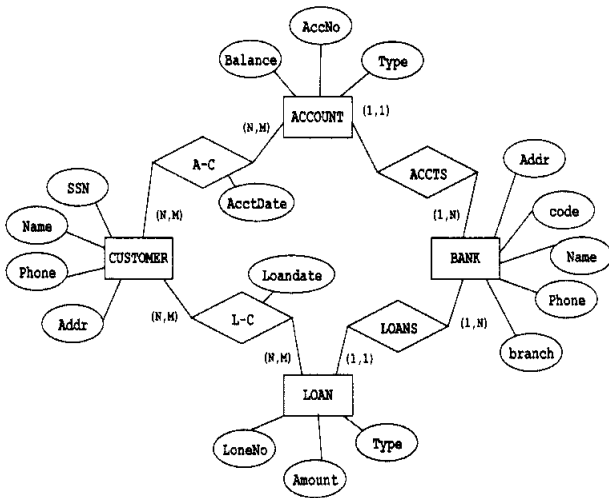 AccNo
Balance
Type
ACCOUNT
(1,1)
(N,M)
A-C
ACCTS
Addr
SSN
AcctDate
(N,M)
(1,N)
code
Name
CUSTOMER
BANK
Name
Phone
Loandate
Phone
Addr
(N,M)
L-C
LOANS
(1,N)
(N,M)
(1,1)
branch
LOAN
LoneNo
Type
Amount